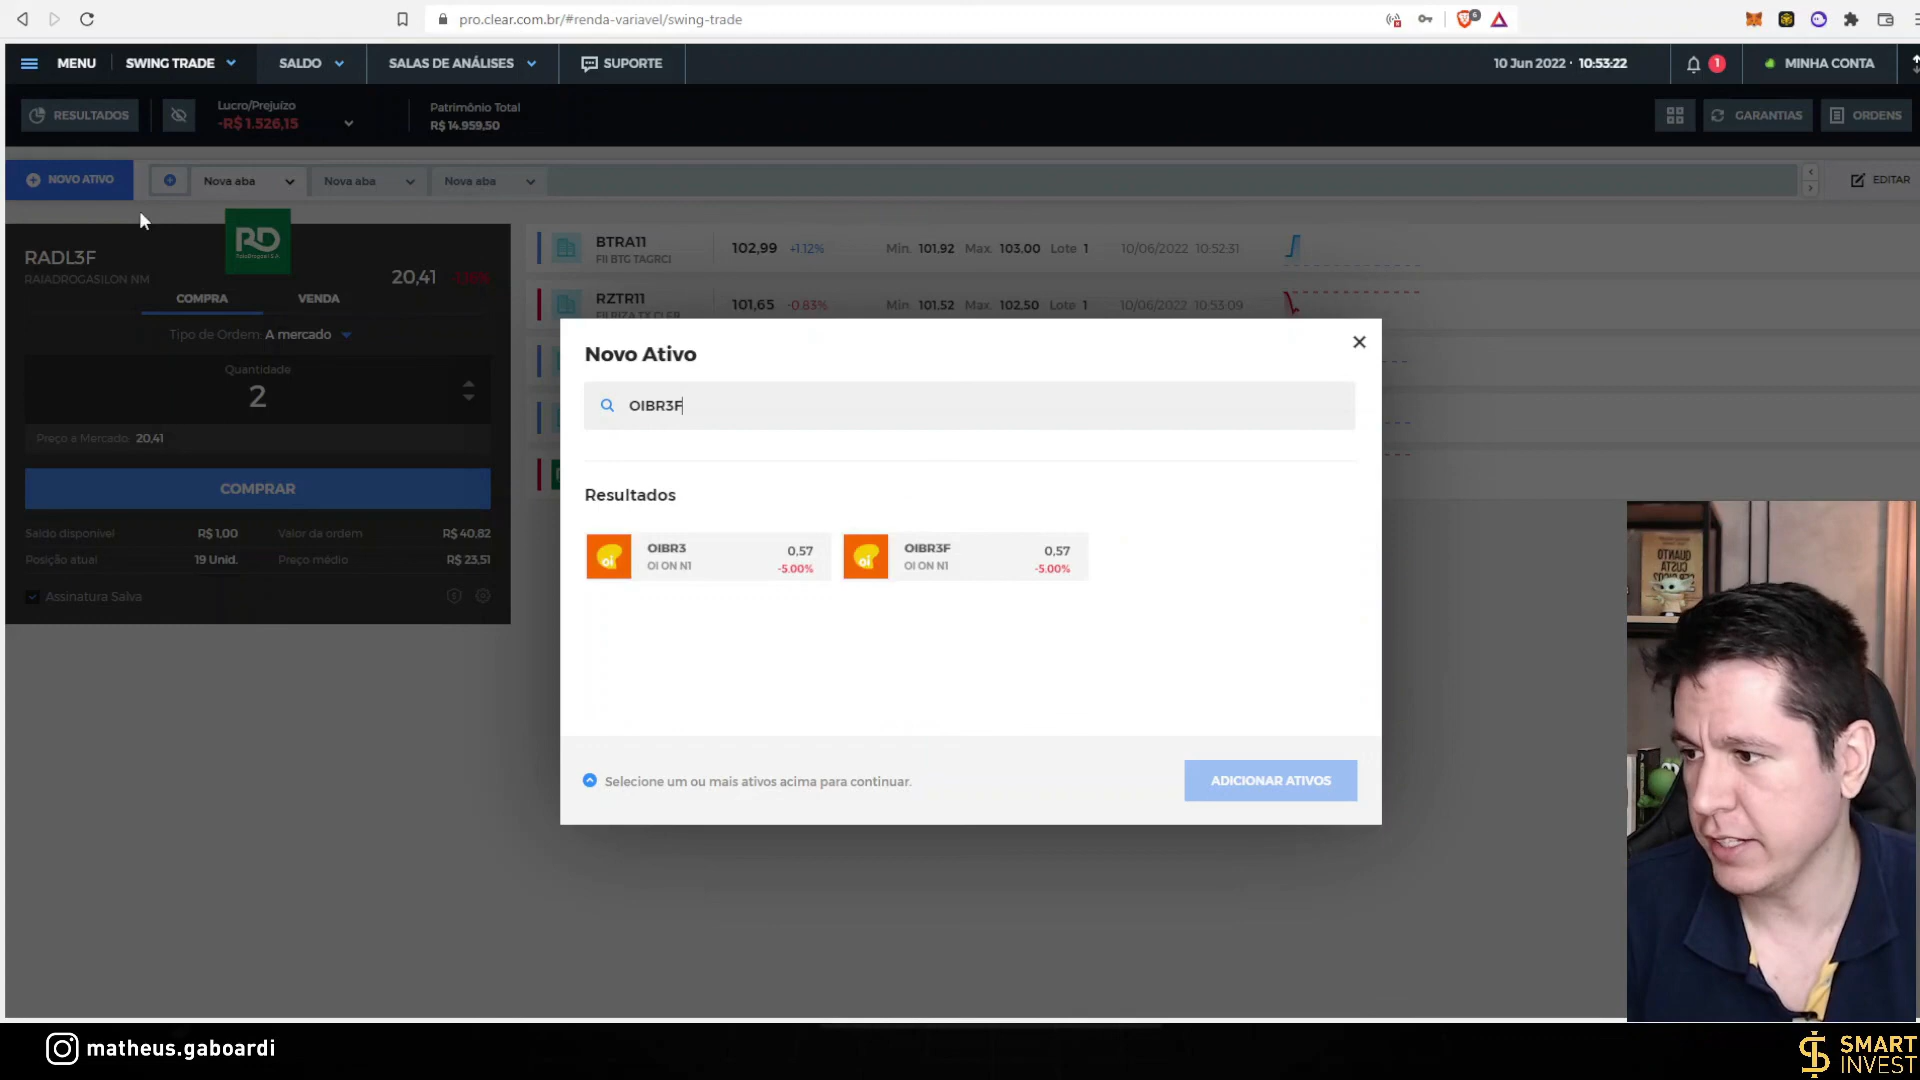 pro.clear.com.br/#renda-variavel/swing-trade
6
MENU
SWING TRADE
SALDO
SALAS DE ANÁLISES
SUPORTE
10 Jun 2022 · 10:53:22
1
MINHA CONTA
RESULTADOS
Lucro/Prejuízo
-R$ 1.526,15
Patrimônio Total
R$ 14.959,50
GARANTIAS
ORDENS
NOVO ATIVO
Nova aba
Nova aba
Nova aba
EDITAR
RADL3F
RAIADROGASILON NM
RD
RaiaDrogasil S.A.
20,41
COMPRA
VENDA
Tipo de Ordem: A mercado
Quantidade
2
Preço a Mercado: 20,41
COMPRAR
Saldo disponível R$ 1,00 Valor da ordem R$ 40,82
Posição atual 19 Unid. Preço médio R$ 23,51
Assinatura Salva
BTRA11
FII BTG TAGRCI
102,99 +1.12% Min. 101.92 Max. 103,00 Lote 1 10/06/2022 10:52:31
RZTR11
101,65 -0.83% Min 101.52 Max. 102.50 Lote 1 10/06/2022 10:53:09
Novo Ativo
OIBR3F
Resultados
oi
OIBR3
OI ON N1
0,57
-5.00%
oi
OIBR3F
OI ON N1
0,57
-5.00%
Selecione um ou mais ativos acima para continuar.
ADICIONAR ATIVOS
QUANTO
CUSTA
matheus.gaboardi
SMART
INVEST